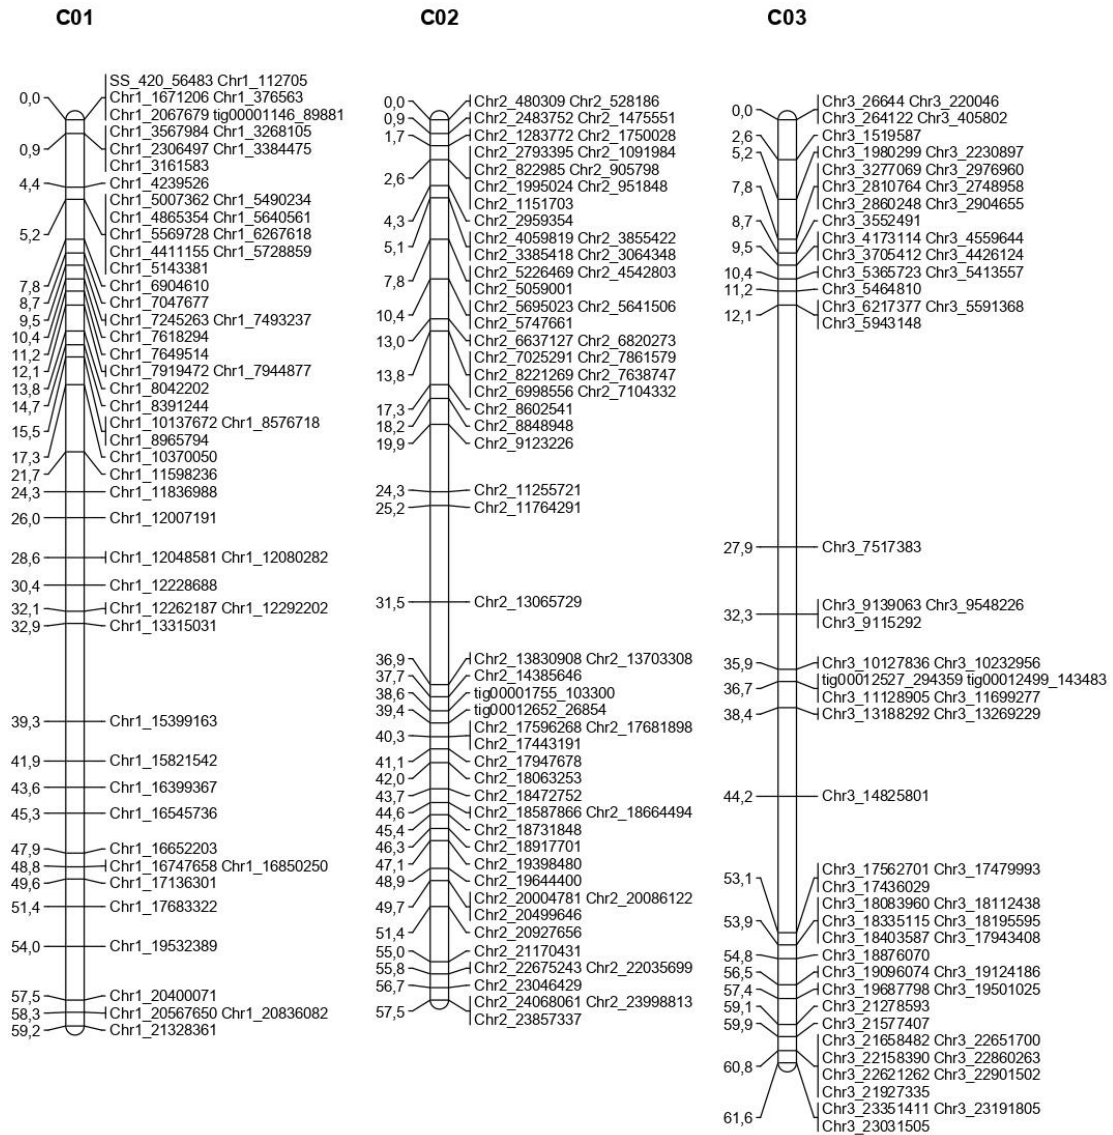 C01
0,0 SS_420_56483 Chr1_112705
Chr1_1671206 Chr1_376563
Chr1_2067679 tig00001146_89881
0,9 Chr1_3567984 Chr1_3268105
Chr1_2306497 Chr1_3384475
Chr1_3161583
4,4 Chr1_4239526
5,2 Chr1_5007362 Chr1_5490234
Chr1_4865354 Chr1_5640561
Chr1_5569728 Chr1_6267618
Chr1_4411155 Chr1_5728859
Chr1_5143381
7,8 Chr1_6904610
8,7 Chr1_7047677
9,5 Chr1_7245263 Chr1_7493237
10,4 Chr1_7618294
11,2 Chr1_7649514
12,1 Chr1_7919472 Chr1_7944877
13,8 Chr1_8042202
14,7 Chr1_8391244
15,5 Chr1_10137672 Chr1_8576718
Chr1_8965794
17,3 Chr1_10370050
21,7 Chr1_11598236
24,3 Chr1_11836988
26,0 Chr1_12007191
28,6 Chr1_12048581 Chr1_12080282
30,4 Chr1_12228688
32,1 Chr1_12262187 Chr1_12292202
32,9 Chr1_13315031
39,3 Chr1_15399163
41,9 Chr1_15821542
43,6 Chr1_16399367
45,3 Chr1_16545736
47,9 Chr1_16652203
48,8 Chr1_16747658 Chr1_16850250
49,6 Chr1_17136301
51,4 Chr1_17683322
54,0 Chr1_19532389
57,5 Chr1_20400071
58,3 Chr1_20567650 Chr1_20836082
59,2 Chr1_21328361
C02
0,0 Chr2_480309 Chr2_528186
0,9 Chr2_2483752 Chr2_1475551
1,7 Chr2_1283772 Chr2_1750028
2,6 Chr2_2793395 Chr2_1091984
Chr2_822985 Chr2_905798
Chr2_1995024 Chr2_951848
Chr2_1151703
4,3 Chr2_2959354
5,1 Chr2_4059819 Chr2_3855422
Chr2_3385418 Chr2_3064348
7,8 Chr2_5226469 Chr2_4542803
Chr2_5059001
10,4 Chr2_5695023 Chr2_5641506
Chr2_5747661
13,0 Chr2_6637127 Chr2_6820273
13,8 Chr2_7025291 Chr2_7861579
Chr2_8221269 Chr2_7638747
Chr2_6998556 Chr2_7104332
17,3 Chr2_8602541
18,2 Chr2_8848948
19,9 Chr2_9123226
24,3 Chr2_11255721
25,2 Chr2_11764291
31,5 Chr2_13065729
36,9 Chr2_13830908 Chr2_13703308
37,7 Chr2_14385646
38,6 tig00001755_103300
39,4 tig00012652_26854
40,3 Chr2_17596268 Chr2_17681898
Chr2_17443191
41,1 Chr2_17947678
42,0 Chr2_18063253
43,7 Chr2_18472752
44,6 Chr2_18587866 Chr2_18664494
45,4 Chr2_18731848
46,3 Chr2_18917701
47,1 Chr2_19398480
48,9 Chr2_19644400
49,7 Chr2_20004781 Chr2_20086122
Chr2_20499646
51,4 Chr2_20927656
55,0 Chr2_21170431
55,8 Chr2_22675243 Chr2_22035699
56,7 Chr2_23046429
57,5 Chr2_24068061 Chr2_23998813
Chr2_23857337
C03
0,0 Chr3_26644 Chr3_220046
Chr3_264122 Chr3_405802
2,6 Chr3_1519587
5,2 Chr3_1980299 Chr3_2230897
7,8 Chr3_3277069 Chr3_2976960
Chr3_2810764 Chr3_2748958
Chr3_2860248 Chr3_2904655
8,7 Chr3_3552491
9,5 Chr3_4173114 Chr3_4559644
Chr3_3705412 Chr3_4426124
10,4 Chr3_5365723 Chr3_5413557
11,2 Chr3_5464810
12,1 Chr3_6217377 Chr3_5591368
Chr3_5943148
27,9 Chr3_7517383
32,3 Chr3_9139063 Chr3_9548226
Chr3_9115292
35,9 Chr3_10127836 Chr3_10232956
36,7 tig00012527_294359 tig00012499_143483
Chr3_11128905 Chr3_11699277
38,4 Chr3_13188292 Chr3_13269229
44,2 Chr3_14825801
53,1 Chr3_17562701 Chr3_17479993
Chr3_17436029
53,9 Chr3_18083960 Chr3_18112438
Chr3_18335115 Chr3_18195595
Chr3_18403587 Chr3_17943408
54,8 Chr3_18876070
56,5 Chr3_19096074 Chr3_19124186
57,4 Chr3_19687798 Chr3_19501025
59,1 Chr3_21278593
59,9 Chr3_21577407
60,8 Chr3_21658482 Chr3_22651700
Chr3_22158390 Chr3_22860263
Chr3_22621262 Chr3_22901502
Chr3_21927335
61,6 Chr3_23351411 Chr3_23191805
Chr3_23031505